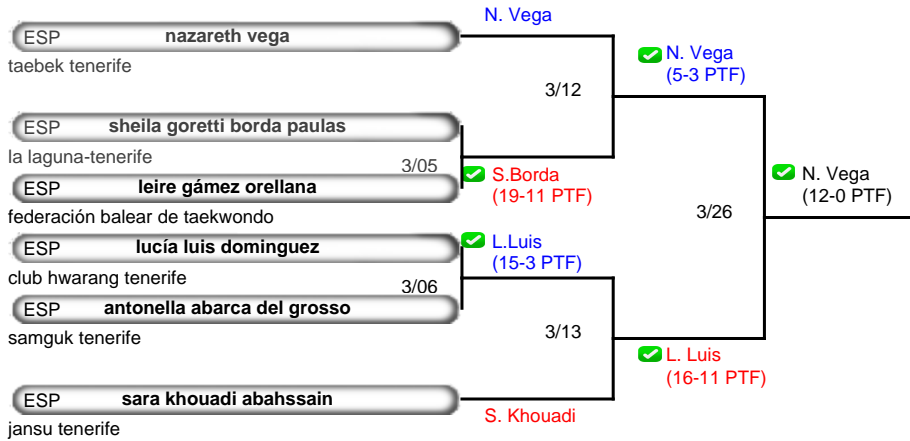 N. Vega
ESP nazareth vega
taebek tenerife
N. Vega
(5-3 PTF)
3/12
ESP sheila goretti borda paulas
la laguna-tenerife
3/05
S.Borda
(19-11 PTF)
ESP leire gámez orellana
federación balear de taekwondo
N. Vega
(12-0 PTF)
3/26
ESP lucía luis dominguez
club hwarang tenerife
L.Luis
(15-3 PTF)
3/06
ESP antonella abarca del grosso
samguk tenerife
3/13
L. Luis
(16-11 PTF)
ESP sara khouadi abahssain
jansu tenerife
S. Khouadi